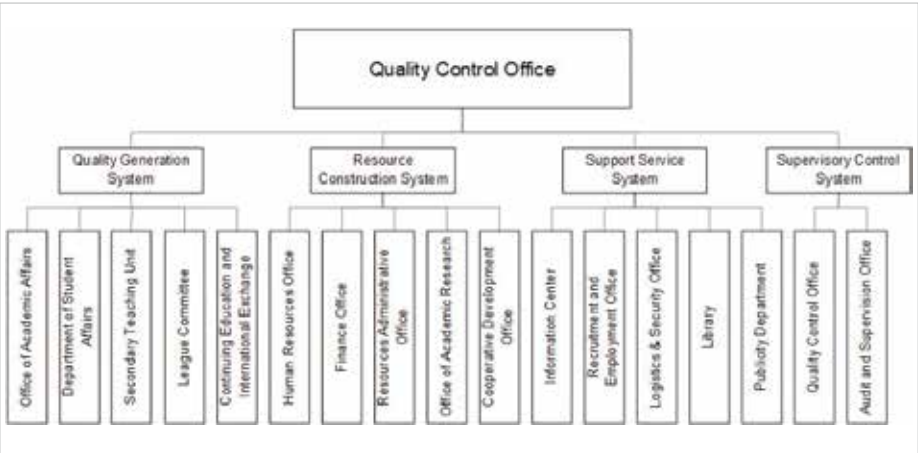 Quality Control Office
Quality Generation
System
Resource
Construction System
Support Service
System
Supervisory Control
System
Office of Academic Affairs
Department of Student
Affairs
Secondary Teaching Unit
League Committee
Continuing Education and
International Exchange
Human Resources Office
Finance Office
Resources Administrative
Office
Office of Academic Research
Cooperative Development
Office
Information Center
Recruitment and
Employment Office
Logistics & Security Office
Library
Publicity Department
Quality Control Office
Audit and Supervision Office